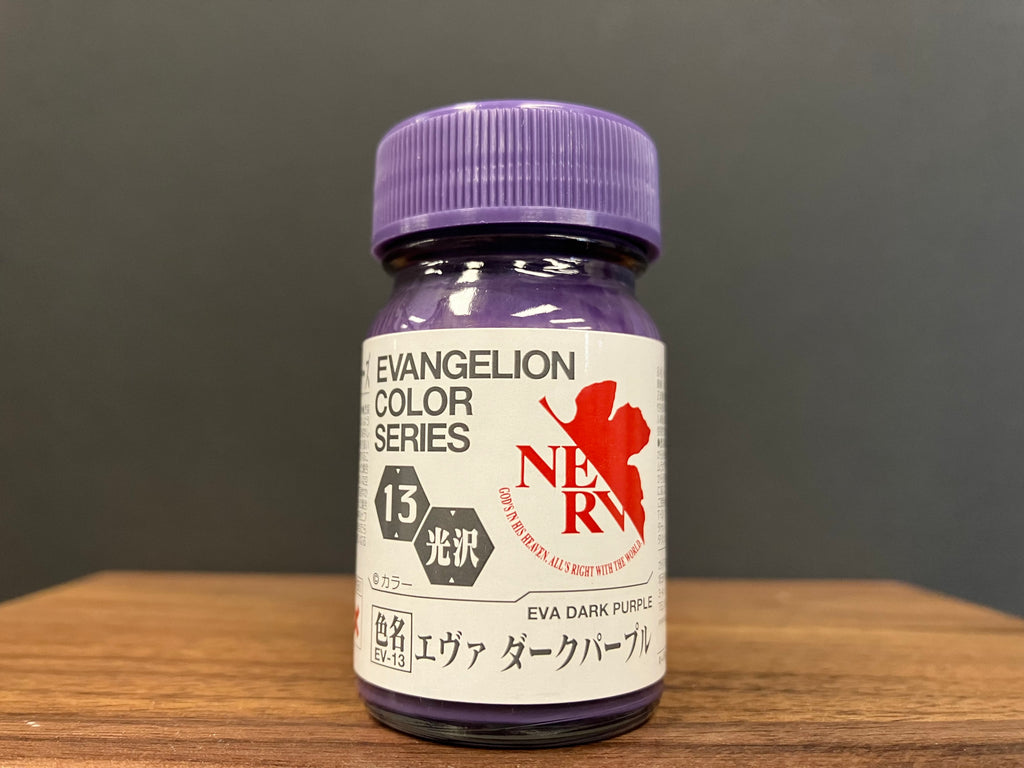 EVANGELION
COLOR
SERIES
13
光沢
NERV
GOD'S IN HIS HEAVEN. ALL'S RIGHT WITH THE WORLD.
©カラー
EVA DARK PURPLE
色名
EV-13
エヴァ ダークパープル